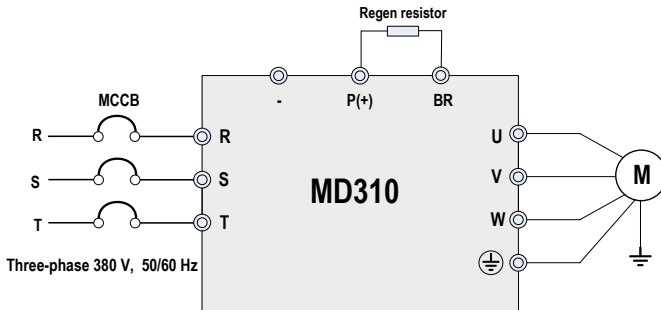 Regen resistor
- P(+) BR
MCCB
R R U
S S MD310 V M
T T W
Three-phase 380 V, 50/60 Hz